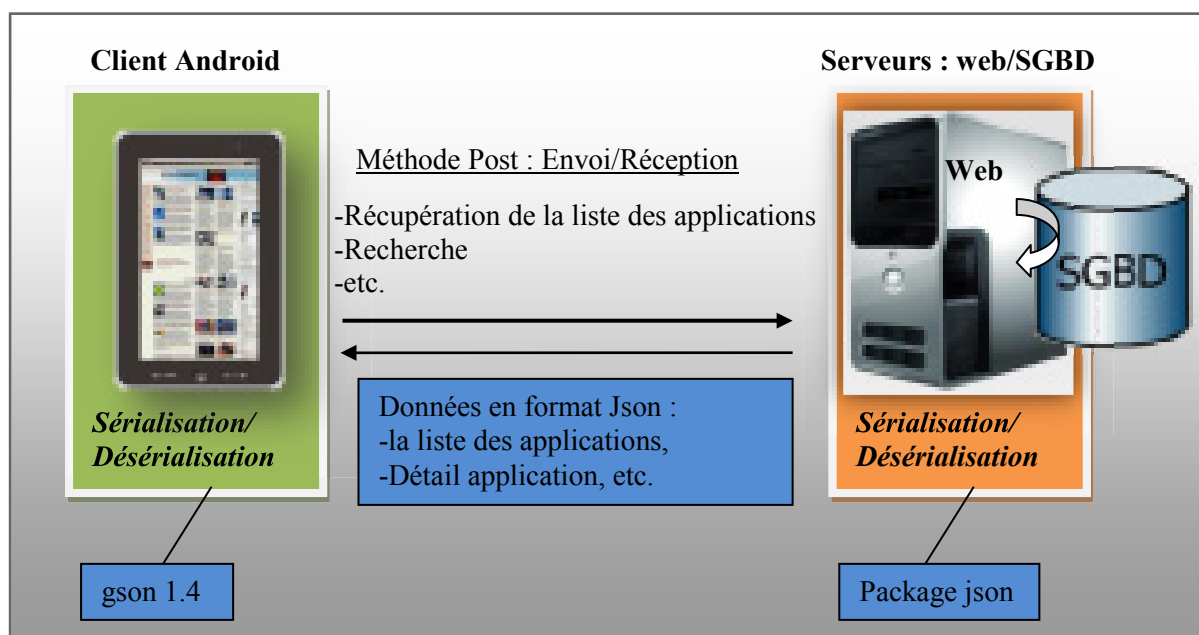 Client Android
Serveurs : web/SGBD
Méthode Post : Envoi/Réception
-Récupération de la liste des applications
-Recherche
-etc.
Web
SGBD
Données en format Json :
-la liste des applications,
-Détail application, etc.
Sérialisation/
Désérialisation
Sérialisation/
Désérialisation
gson 1.4
Package json